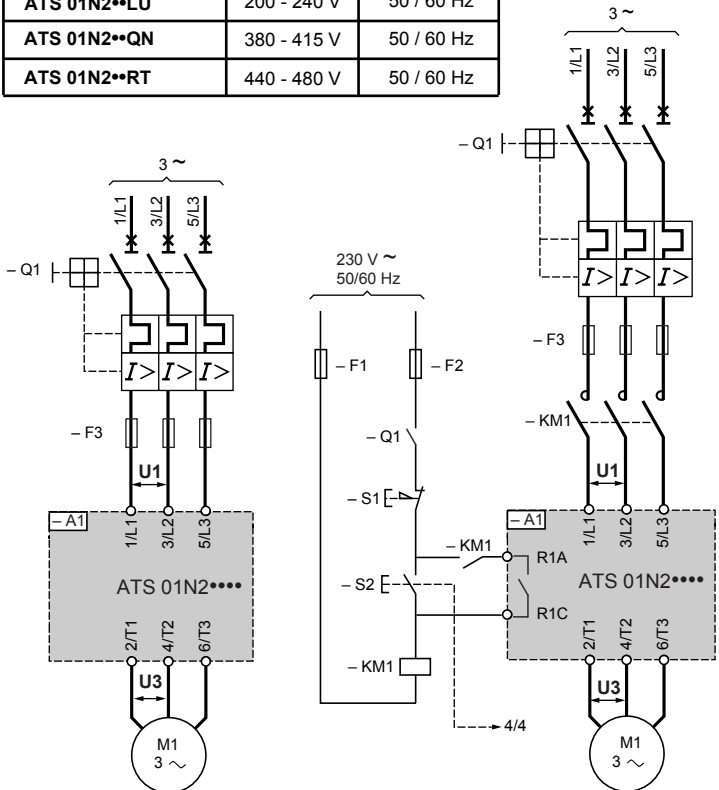 ATS 01N2••LU 200 - 240 V 50 / 60 Hz
ATS 01N2••QN 380 - 415 V 50 / 60 Hz
ATS 01N2••RT 440 - 480 V 50 / 60 Hz
3 ~
1/L1 3/L2 5/L3
– Q1
I> I> I>
– F3
U1
– A1
1/L1 3/L2 5/L3
ATS 01N2••••
2/T1 4/T2 6/T3
U3
M1
3 ~
230 V ~
50/60 Hz
– F1
– F2
– Q1
– S1
– KM1
– S2
– KM1
4/4
3 ~
1/L1 3/L2 5/L3
– Q1
I> I> I>
– F3
– KM1
U1
– A1
1/L1 3/L2 5/L3
R1A
ATS 01N2••••
R1C
2/T1 4/T2 6/T3
U3
M1
3 ~